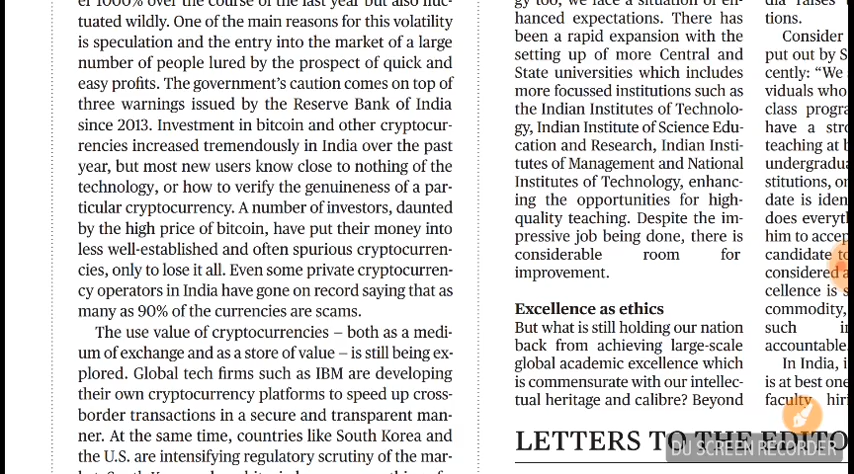 er 1000% over the course of the last year but also fluc-
tuated wildly. One of the main reasons for this volatility
is speculation and the entry into the market of a large
number of people lured by the prospect of quick and
easy profits. The government's caution comes on top of
three warnings issued by the Reserve Bank of India
since 2013. Investment in bitcoin and other cryptocur-
rencies increased tremendously in India over the past
year, but most new users know close to nothing of the
technology, or how to verify the genuineness of a par-
ticular cryptocurrency. A number of investors, daunted
by the high price of bitcoin, have put their money into
less well-established and often spurious cryptocurren-
cies, only to lose it all. Even some private cryptocurren-
cy operators in India have gone on record saying that as
many as 90% of the currencies are scams.
The use value of cryptocurrencies – both as a medi-
um of exchange and as a store of value – is still being ex-
plored. Global tech firms such as IBM are developing
their own cryptocurrency platforms to speed up cross-
border transactions in a secure and transparent man-
ner. At the same time, countries like South Korea and
the U.S. are intensifying regulatory scrutiny of the mar-
gy too, we face a situation of en-
hanced expectations. There has
been a rapid expansion with the
setting up of more Central and
State universities which includes
more focussed institutions such as
the Indian Institutes of Technolo-
gy, Indian Institute of Science Edu-
cation and Research, Indian Insti-
tutes of Management and National
Institutes of Technology, enhanc-
ing the opportunities for high-
quality teaching. Despite the im-
pressive job being done, there is
considerable room for
improvement.
Excellence as ethics
But what is still holding our nation
back from achieving large-scale
global academic excellence which
is commensurate with our intellec-
tual heritage and calibre? Beyond
dia raises
tions.
Consider
put out by S
cently: "We
viduals who
class progra
have a stro
teaching at b
undergradua
stitutions, or
date is iden
does everyt
him to accep
candidate to
considered a
cellence is s
commodity,
such i
accountable.
In India, i
is at best one
faculty hiri
LETTERS TO THE EDITO
DU SCREEN RECORDER